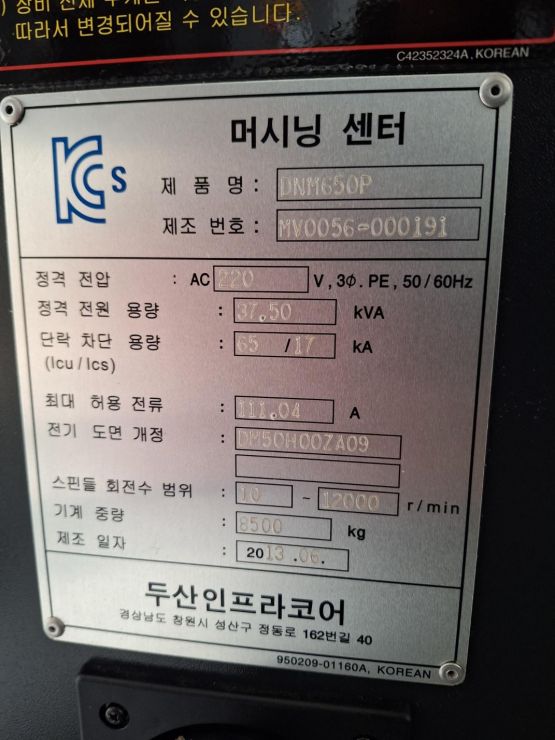 따라서 변경되어질 수 있습니다.
C42352324A, KOREAN
KCs
머시닝 센터
제 품 명 : DNM650P
제조 번호 : MV0056-000191
정격 전압 : AC 220 V, 3Φ. PE, 50/60Hz
정격 전원 용량 : 37.50 kVA
단락 차단 용량 : 65 / 17 kA
(Icu/Ics)
최대 허용 전류 : 111.04 A
전기 도면 개정 : DM50H00ZA09
스핀들 회전수 범위 : 10 ~ 12000 r/min
기계 중량 : 8500 kg
제조 일자 : 2013.06.
두산인프라코어
경상남도 창원시 성산구 정동로 162번길 40
950209-01160A, KOREAN